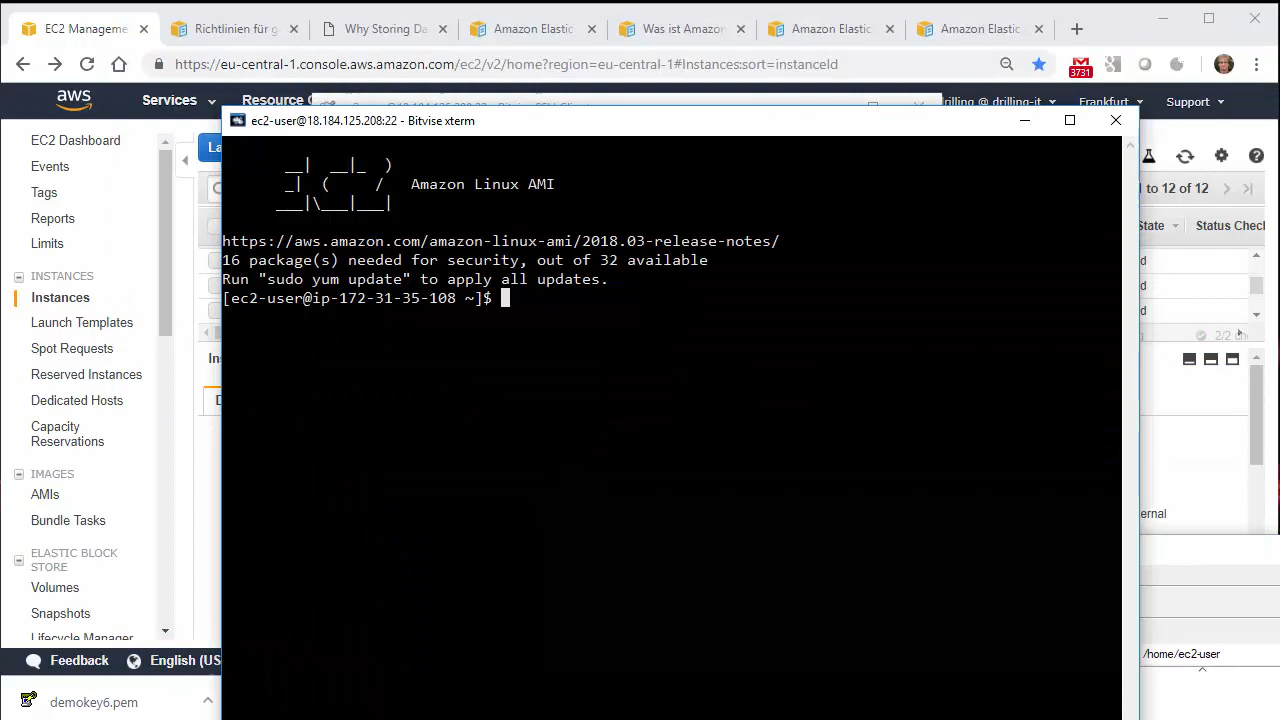 EC2 Manageme
Richtlinien für g
Why Storing Da
Amazon Elastic
Was ist Amazon
Amazon Elastic
Amazon Elastic
https://eu-central-1.console.aws.amazon.com/ec2/v2/home?region=eu-central-1#Instances:sort=instanceId
3731
aws
Services
Resource
drilling @ drilling-it
Frankfurt
Support
ec2-user@18.184.125.208:22 - Bitvise xterm
EC2 Dashboard
Events
Tags
Reports
Limits
INSTANCES
Instances
Launch Templates
Spot Requests
Reserved Instances
Dedicated Hosts
Capacity
Reservations
IMAGES
AMIs
Bundle Tasks
ELASTIC BLOCK
STORE
Volumes
Snapshots
Lifecycle Manager
La
In
D
__| __|_ )
_| ( / Amazon Linux AMI
___|\___|___|
https://aws.amazon.com/amazon-linux-ami/2018.03-release-notes/
16 package(s) needed for security, out of 32 available
Run "sudo yum update" to apply all updates.
[ec2-user@ip-172-31-35-108 ~]$
to 12 of 12
State
Status Check
d
d
d
2/2
ernal
/home/ec2-user
Feedback
English (US
demokey6.pem